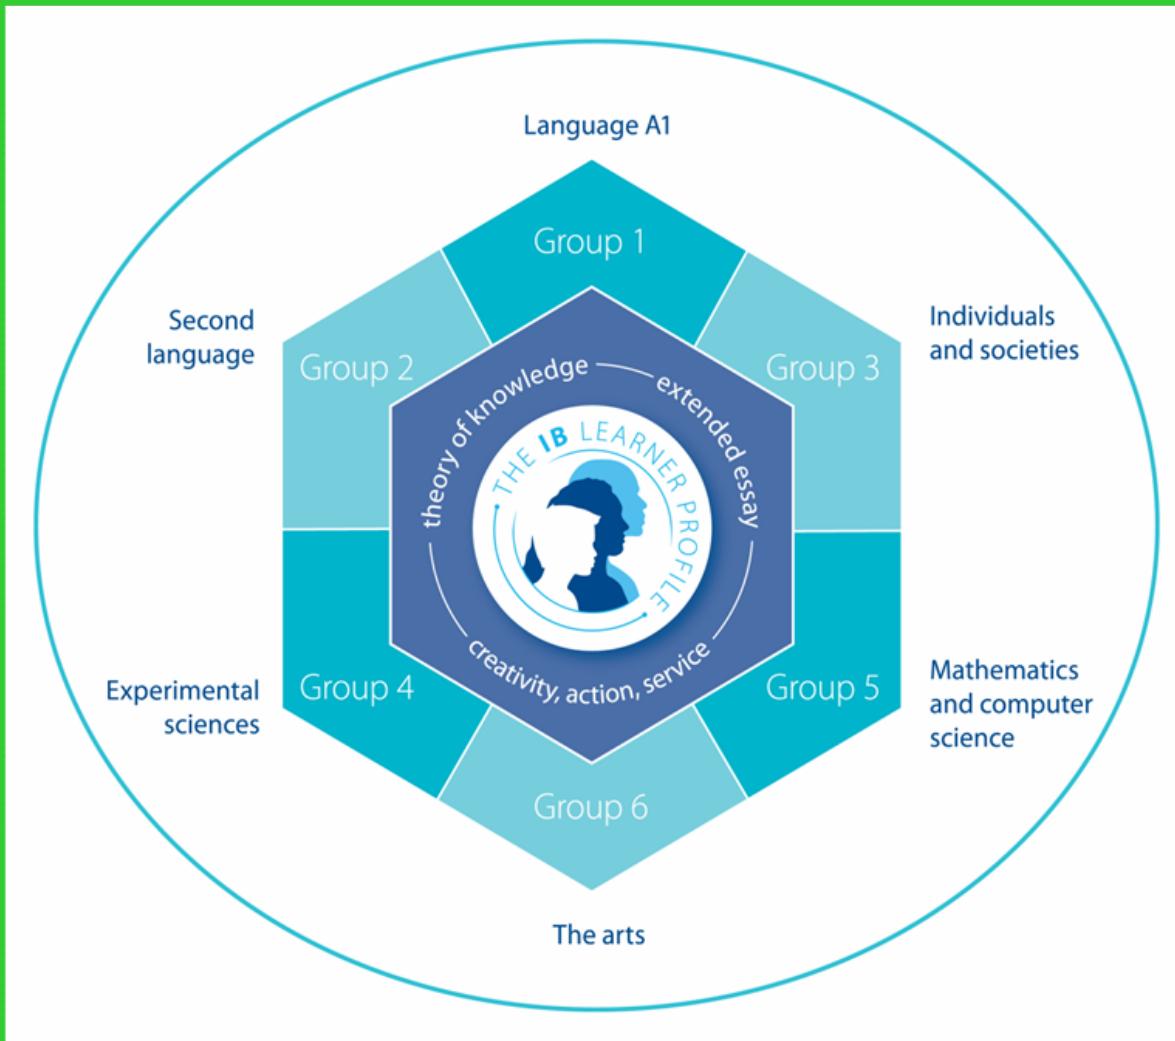 Language A1
Group 1
Second
language
Group 2
Individuals
and societies
Group 3
theory of knowledge
extended essay
THE IB LEARNER PROFILE
creativity, action, service
Experimental
sciences
Group 4
Mathematics
and computer
science
Group 5
Group 6
The arts